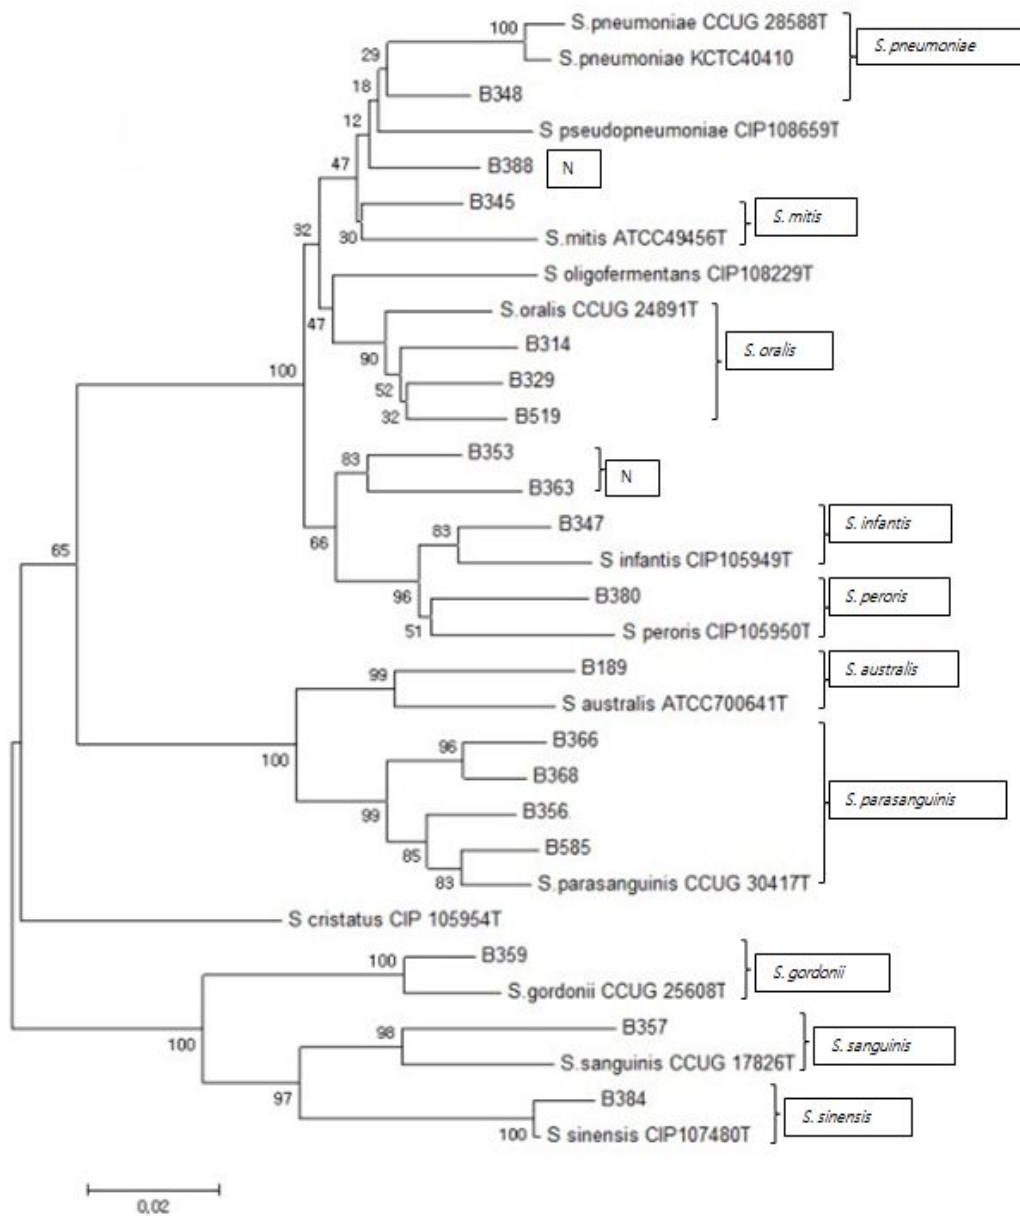 S.pneumoniae CCUG 28588T
100
S. pneumoniae
29
S.pneumoniae KCTC40410
18
B348
12
S pseudopneumoniae CIP108659T
47
B388
N
B345
S. mitis
32
30
S.mitis ATCC49456T
S oligofermentans CIP108229T
47
S.oralis CCUG 24891T
90
B314
S. oralis
100
52
B329
32
B519
83
B353
N
B363
66
83
B347
S. infantis
65
S infantis CIP105949T
96
B380
S. peroris
51
S peroris CIP105950T
99
B189
S. australis
S australis ATCC700641T
100
96
B366
B368
99
B356
S. parasanguinis
85
B585
83
S.parasanguinis CCUG 30417T
S cristatus CIP 105954T
100
B359
S. gordonii
S.gordonii CCUG 25608T
100
98
B357
S. sanguinis
S.sanguinis CCUG 17826T
97
B384
S. sinensis
100
S sinensis CIP107480T
0,02